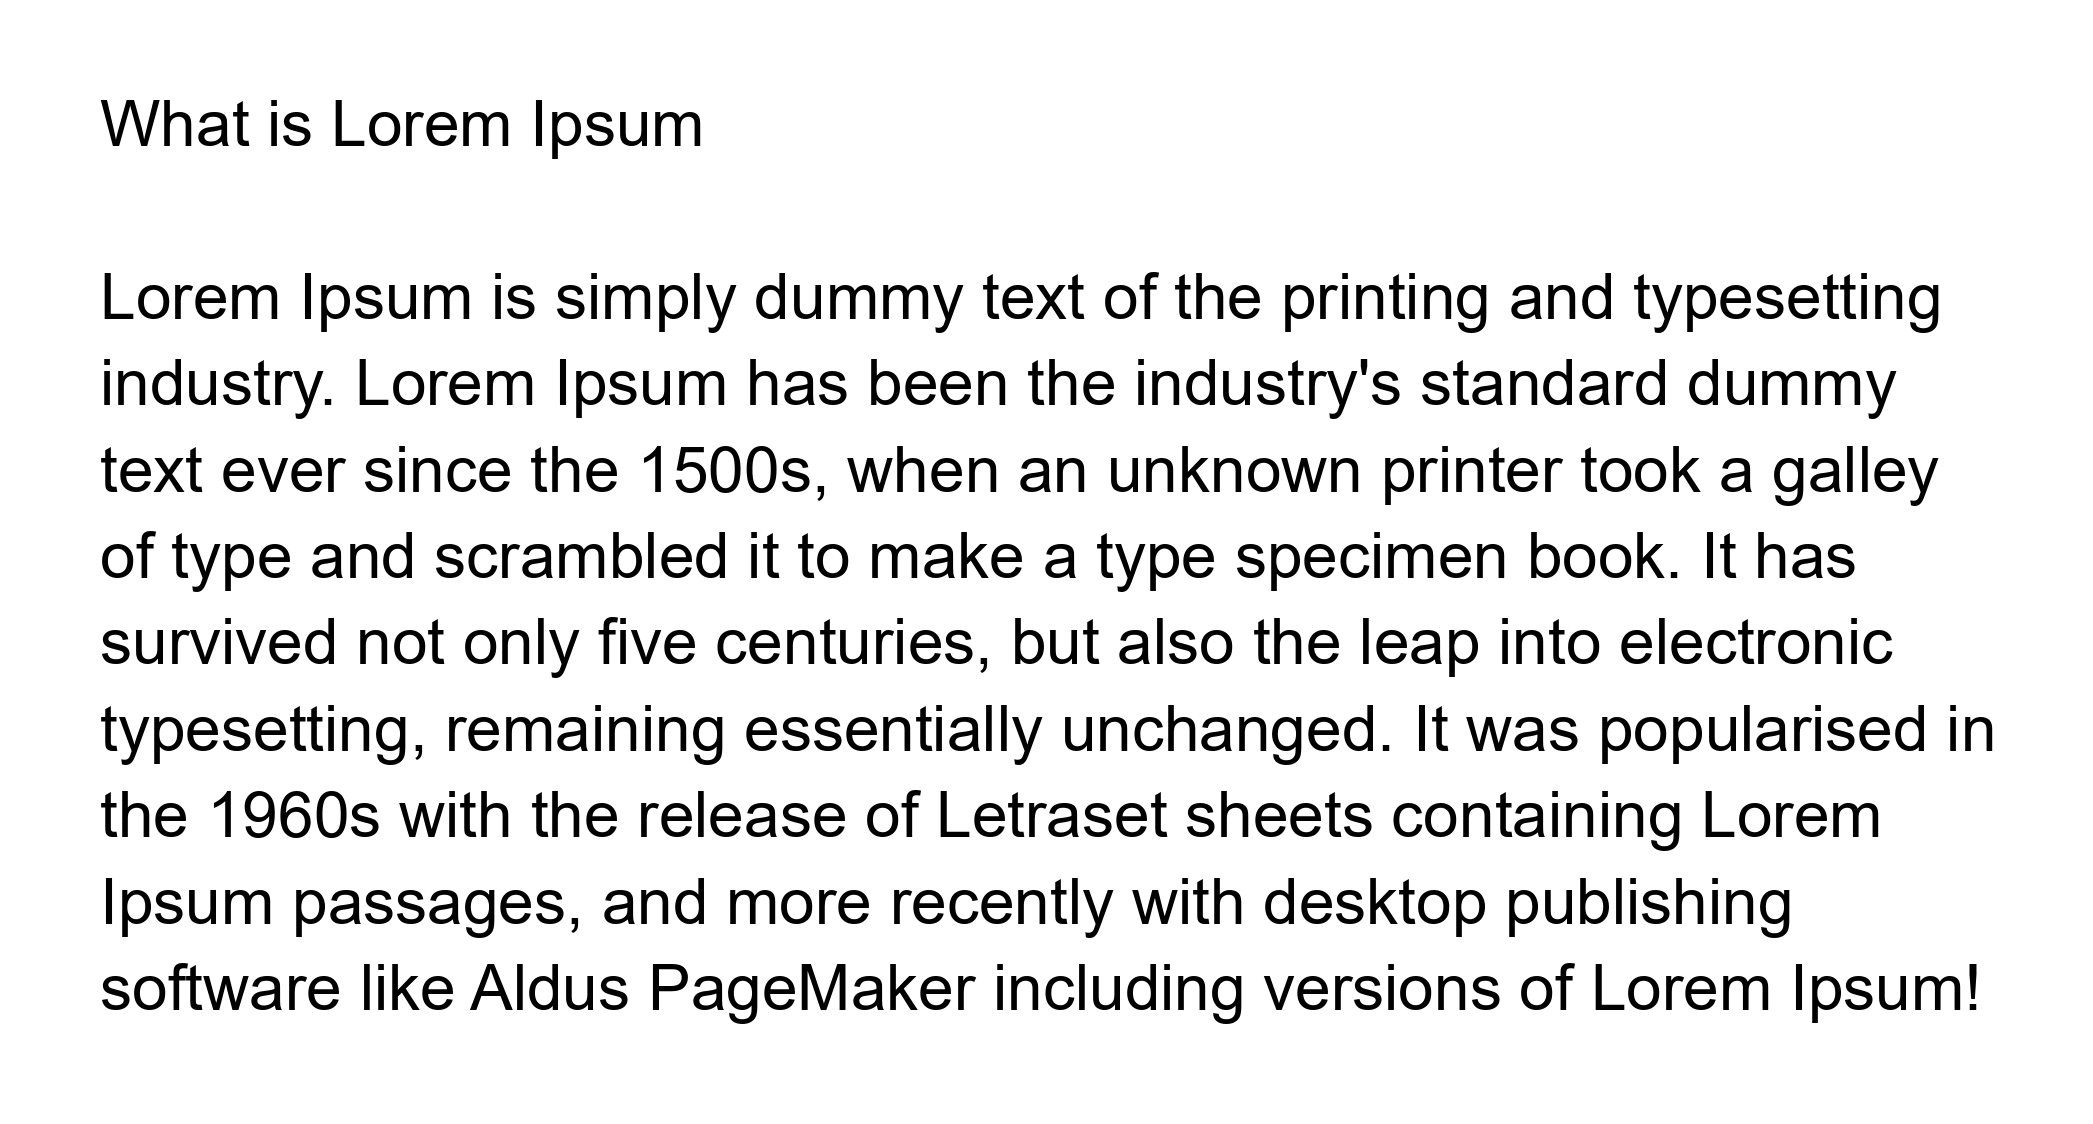 What is Lorem Ipsum
Lorem Ipsum is simply dummy text of the printing and typesetting
industry. Lorem Ipsum has been the industry's standard dummy
text ever since the 1500s, when an unknown printer took a galley
of type and scrambled it to make a type specimen book. It has
survived not only five centuries, but also the leap into electronic
typesetting, remaining essentially unchanged. It was popularised in
the 1960s with the release of Letraset sheets containing Lorem
Ipsum passages, and more recently with desktop publishing
software like Aldus PageMaker including versions of Lorem Ipsum!